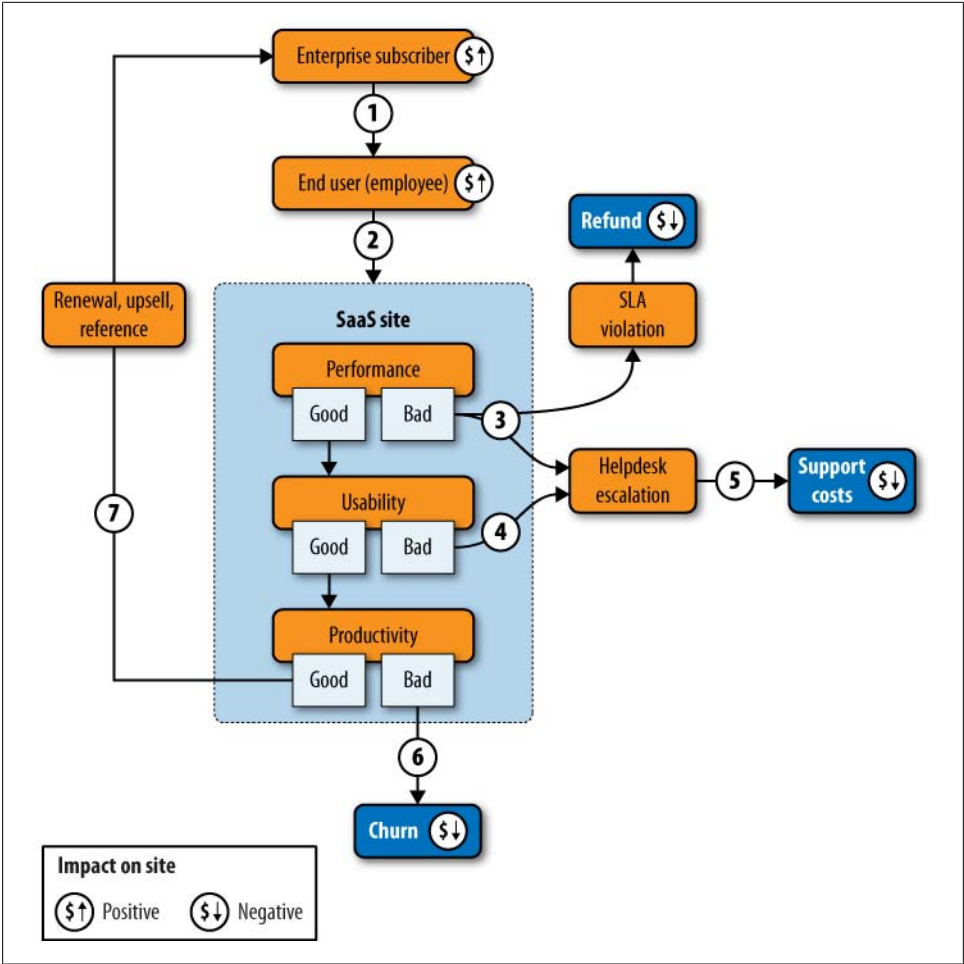 Enterprise subscriber $↑
1
End user (employee) $↑
2
Refund $↓
Renewal, upsell,
reference
SLA
violation
SaaS site
Performance
Good
Bad
3
Helpdesk
escalation
5
Support
costs $↓
Usability
Good
Bad
4
7
Productivity
Good
Bad
6
Churn $↓
Impact on site
$↑ Positive
$↓ Negative